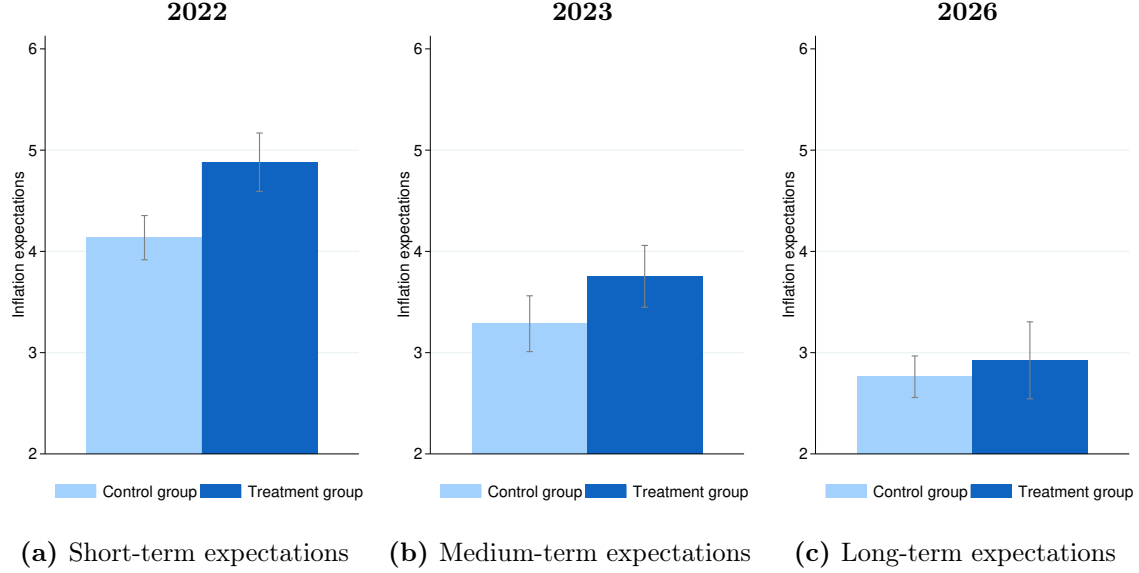 2022
6
5
4
3
2
Inflation expectations
Control group Treatment group
(a) Short-term expectations
2023
6
5
4
3
2
Inflation expectations
Control group Treatment group
(b) Medium-term expectations
2026
6
5
4
3
2
Inflation expectations
Control group Treatment group
(c) Long-term expectations